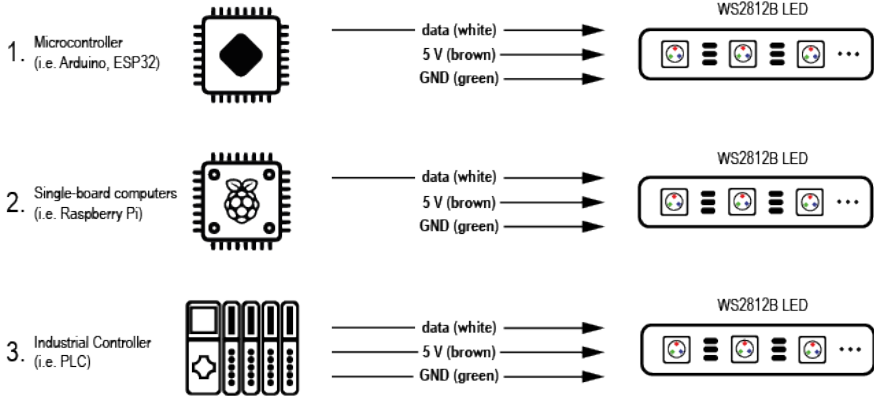 WS2812B LED
1. Microcontroller
(i.e. Arduino, ESP32)
data (white)
5 V (brown)
GND (green)
WS2812B LED
2. Single-board computers
(i.e. Raspberry Pi)
data (white)
5 V (brown)
GND (green)
WS2812B LED
3. Industrial Controller
(i.e. PLC)
data (white)
5 V (brown)
GND (green)